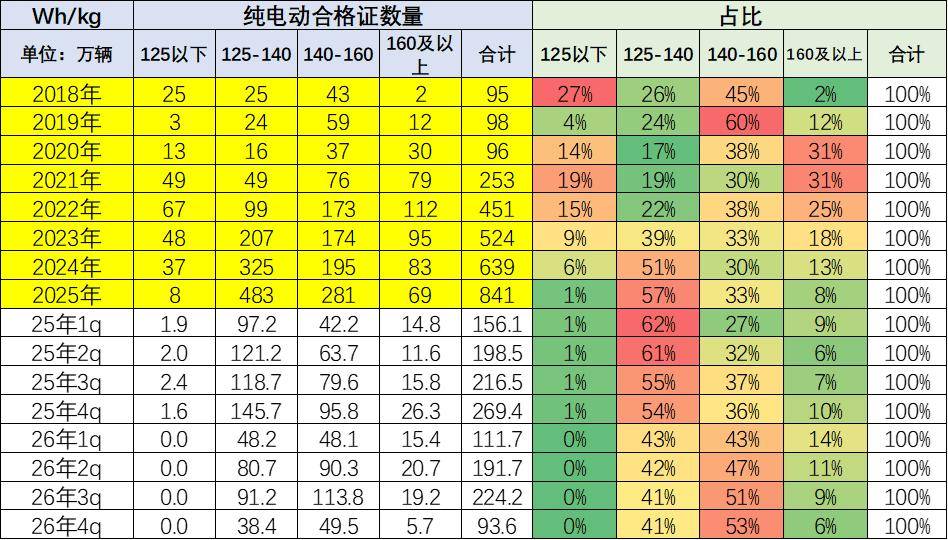 Wh/kg 纯电动合格证数量 占比
单位：万辆 125以下 125-140 140-160 160及以上 合计 125以下 125-140 140-160 160及以上 合计
2018年 25 25 43 2 95 27% 26% 45% 2% 100%
2019年 3 24 59 12 98 4% 24% 60% 12% 100%
2020年 13 16 37 30 96 14% 17% 38% 31% 100%
2021年 49 49 76 79 253 19% 19% 30% 31% 100%
2022年 67 99 173 112 451 15% 22% 38% 25% 100%
2023年 48 207 174 95 524 9% 39% 33% 18% 100%
2024年 37 325 195 83 639 6% 51% 30% 13% 100%
2025年 8 483 281 69 841 1% 57% 33% 8% 100%
25年1q 1.9 97.2 42.2 14.8 156.1 1% 62% 27% 9% 100%
25年2q 2.0 121.2 63.7 11.6 198.5 1% 61% 32% 6% 100%
25年3q 2.4 118.7 79.6 15.8 216.5 1% 55% 37% 7% 100%
25年4q 1.6 145.7 95.8 26.3 269.4 1% 54% 36% 10% 100%
26年1q 0.0 48.2 48.1 15.4 111.7 0% 43% 43% 14% 100%
26年2q 0.0 80.7 90.3 20.7 191.7 0% 42% 47% 11% 100%
26年3q 0.0 91.2 113.8 19.2 224.2 0% 41% 51% 9% 100%
26年4q 0.0 38.4 49.5 5.7 93.6 0% 41% 53% 6% 100%